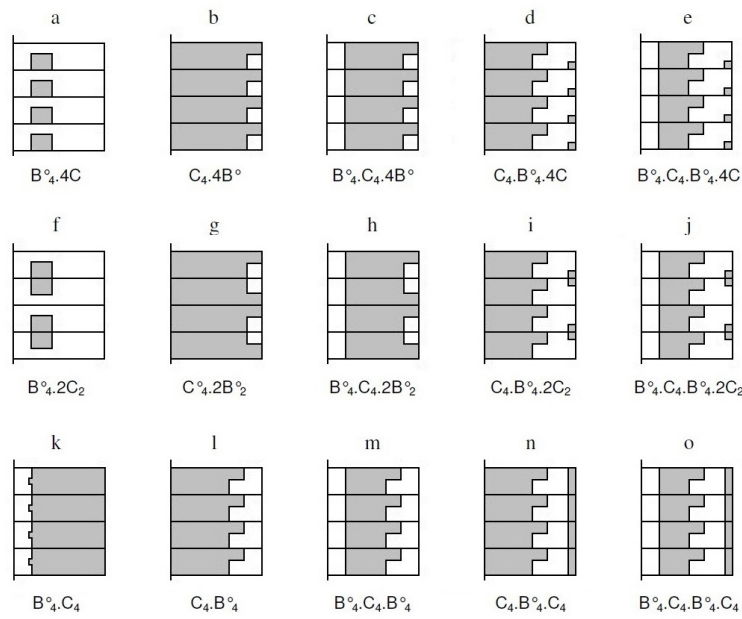 a b c d e
B°₄.4C C₄.4B° B°₄.C₄.4B° C₄.B°₄.4C B°₄.C₄.B°₄.4C
f g h i j
B°₄.2C₂ C°₄.2B°₂ B°₄.C₄.2B°₂ C₄.B°₄.2C₂ B°₄.C₄.B°₄.2C₂
k l m n o
B°₄.C₄ C₄.B°₄ B°₄.C₄.B°₄ C₄.B°₄.C₄ B°₄.C₄.B°₄.C₄